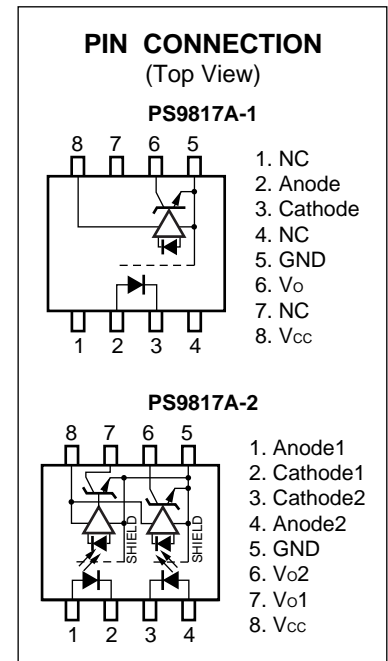 PIN CONNECTION
(Top View)
PS9817A-1
8 7 6 5
1. NC
2. Anode
3. Cathode
4. NC
5. GND
6. Vo
7. NC
8. Vcc
1 2 3 4
PS9817A-2
8 7 6 5
SHIELD SHIELD
1. Anode1
2. Cathode1
3. Cathode2
4. Anode2
5. GND
6. Vo2
7. Vo1
8. Vcc
1 2 3 4